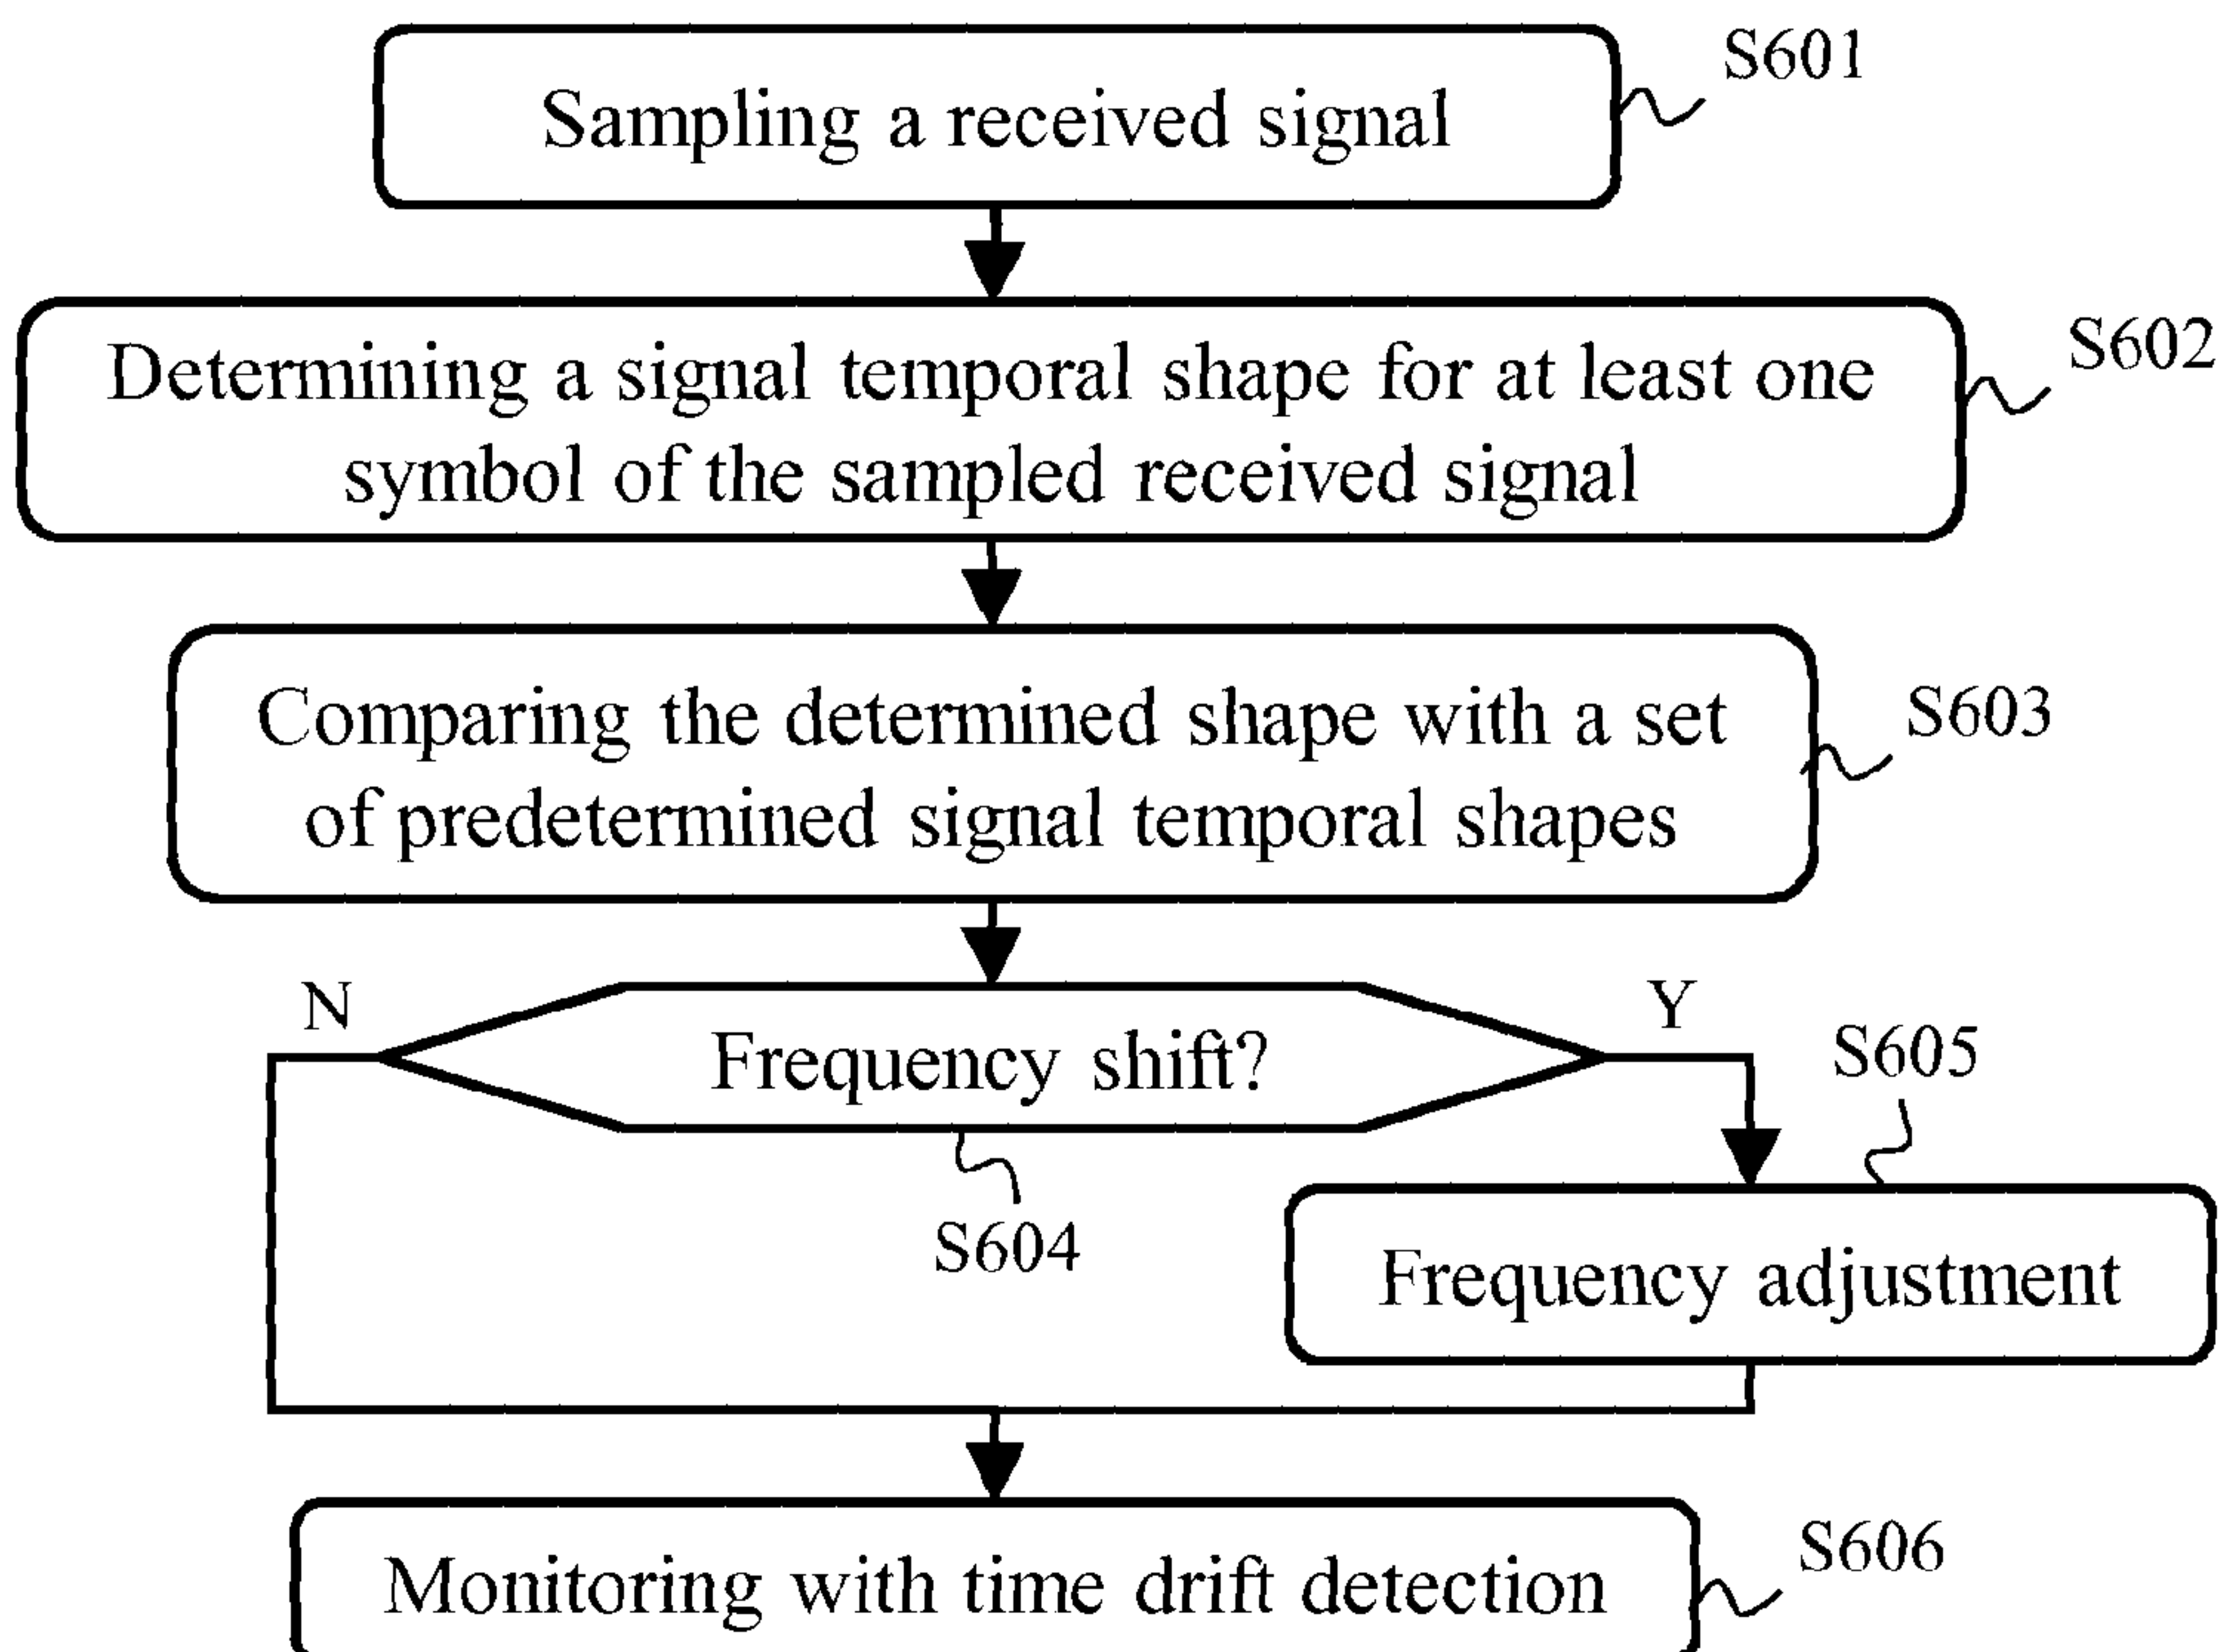 Sampling a received signal
S601
Determining a signal temporal shape for at least one
symbol of the sampled received signal
S602
Comparing the determined shape with a set
of predetermined signal temporal shapes
S603
N
Frequency shift?
Y
S604
S605
Frequency adjustment
Monitoring with time drift detection
S606